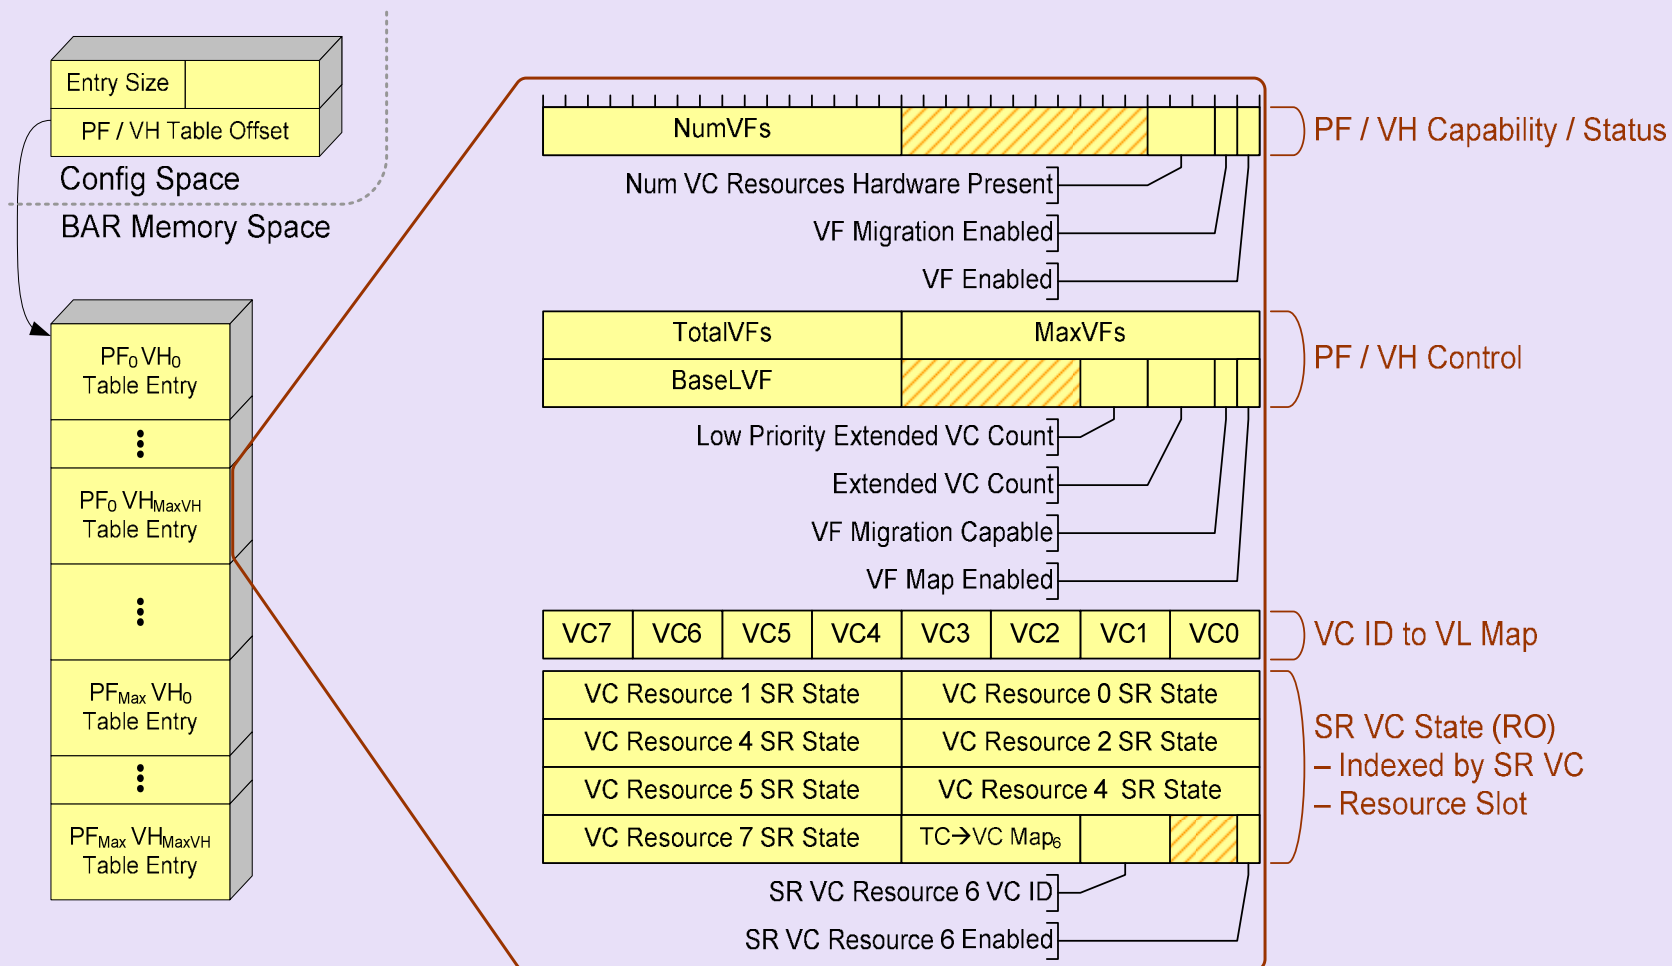 Entry Size
PF / VH Table Offset
Config Space
BAR Memory Space
PF0 VH0
Table Entry
PF0 VHMaxVH
Table Entry
PFMax VH0
Table Entry
PFMax VHMaxVH
Table Entry
NumVFs
PF / VH Capability / Status
Num VC Resources Hardware Present
VF Migration Enabled
VF Enabled
TotalVFs MaxVFs
BaseLVF
PF / VH Control
Low Priority Extended VC Count
Extended VC Count
VF Migration Capable
VF Map Enabled
VC7 VC6 VC5 VC4 VC3 VC2 VC1 VC0
VC ID to VL Map
VC Resource 1 SR State VC Resource 0 SR State
VC Resource 4 SR State VC Resource 2 SR State
VC Resource 5 SR State VC Resource 4 SR State
VC Resource 7 SR State TC→VC Map6
SR VC State (RO)
– Indexed by SR VC
– Resource Slot
SR VC Resource 6 VC ID
SR VC Resource 6 Enabled